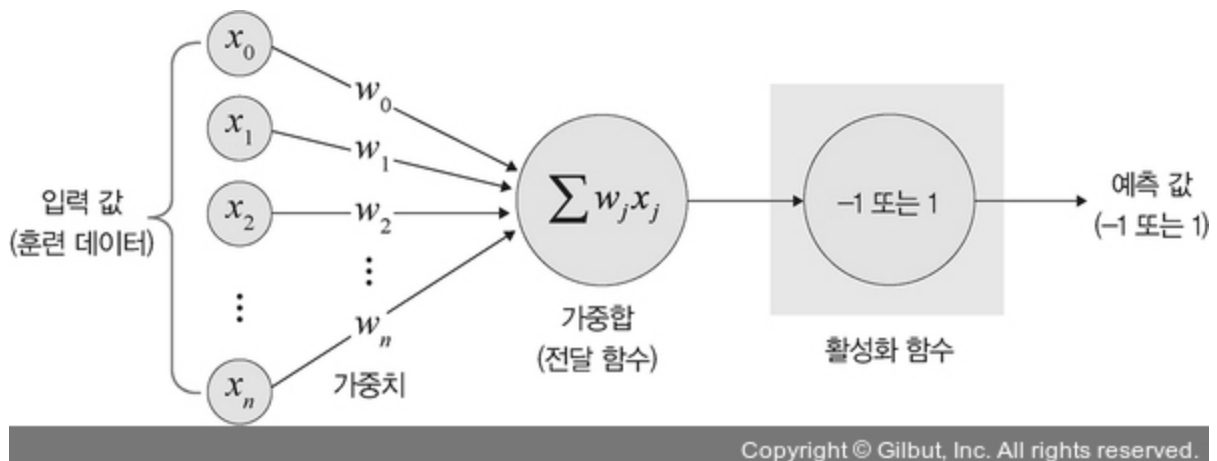 x₀
w₀
x₁
w₁
입력 값
(훈련 데이터)
x₂
w₂
∑ wⱼxⱼ
–1 또는 1
예측 값
(–1 또는 1)
⋮
⋮
wₙ
가중합
(전달 함수)
활성화 함수
xₙ
가중치
Copyright © Gilbut, Inc. All rights reserved.